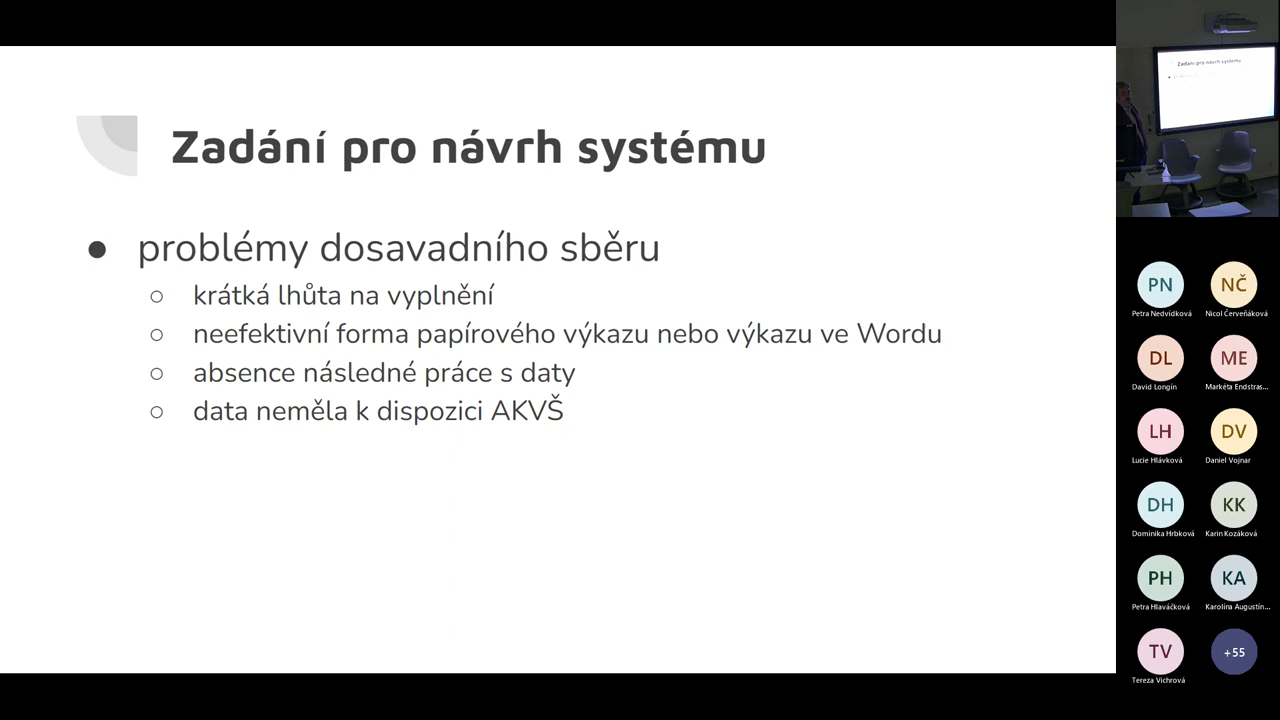 Zadání pro návrh systému
● problémy dosavadního sběru
○ krátká lhůta na vyplnění
○ neefektivní forma papírového výkazu nebo výkazu ve Wordu
○ absence následné práce s daty
○ data neměla k dispozici AKVŠ
Zadání pro návrh systému
PN
NČ
Petra Nedvídková
Nicol Červeňáková
DL
ME
David Longín
Markéta Endstras...
LH
DV
Lucie Hlávková
Daniel Vojnar
DH
KK
Dominika Hrbková
Karin Kozáková
PH
KA
Petra Hlaváčková
Karolína Augustín...
TV
+55
Tereza Vichrová